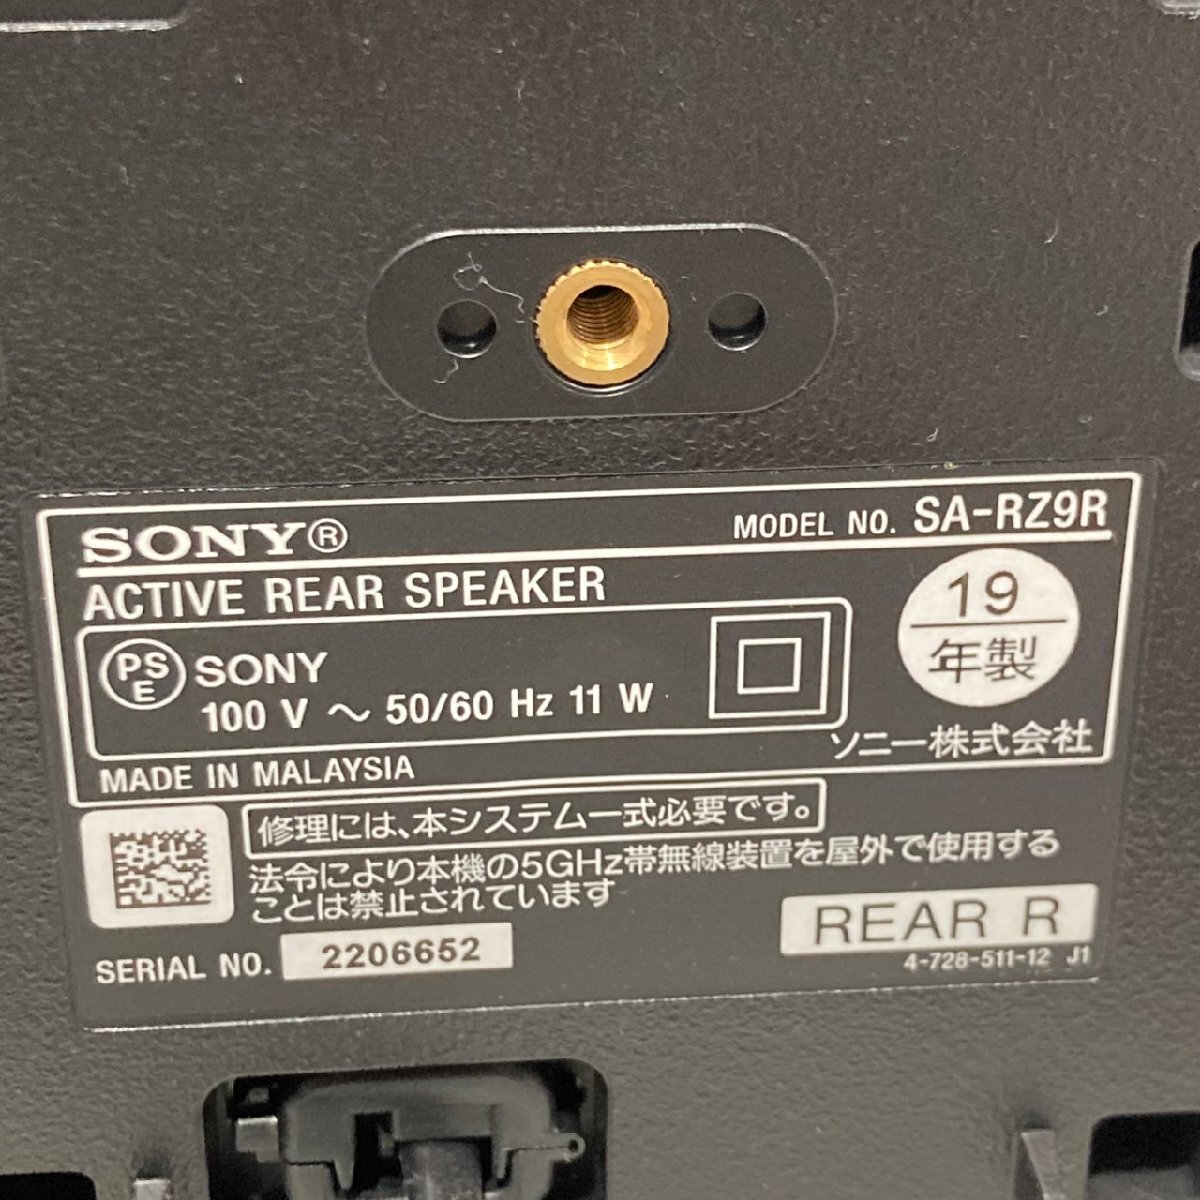 SONY®
MODEL NO. SA-RZ9R
ACTIVE REAR SPEAKER
19
年製
PSE SONY
100 V ～ 50/60 Hz 11 W
ソニー株式会社
MADE IN MALAYSIA
修理には、本システム一式必要です。
法令により本機の5GHz帯無線装置を屋外で使用する
ことは禁止されています
REAR R
SERIAL NO. 2206652
4-728-511-12 J1